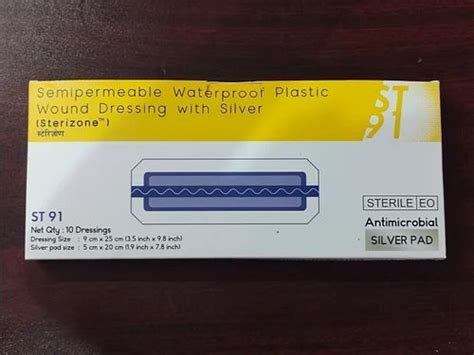 Semipermeable Waterproof Plastic
Wound Dressing with Silver
(Sterizone™)
स्टेरिज़ोन
ST
91
ST 91
Net Qty : 10 Dressings
Dressing Size : 9 cm x 25 cm (3.5 inch x 9.8 inch)
Silver pad size : 5 cm x 20 cm (1.9 inch x 7.8 inch)
STERILE EO
Antimicrobial
SILVER PAD